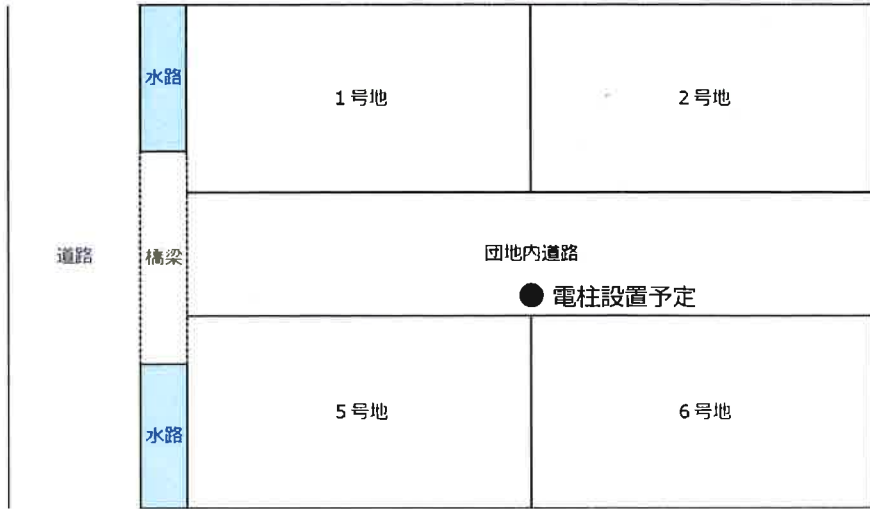 水路
1号地
2号地
道路
橋梁
団地内道路
電柱設置予定
水路
5号地
6号地